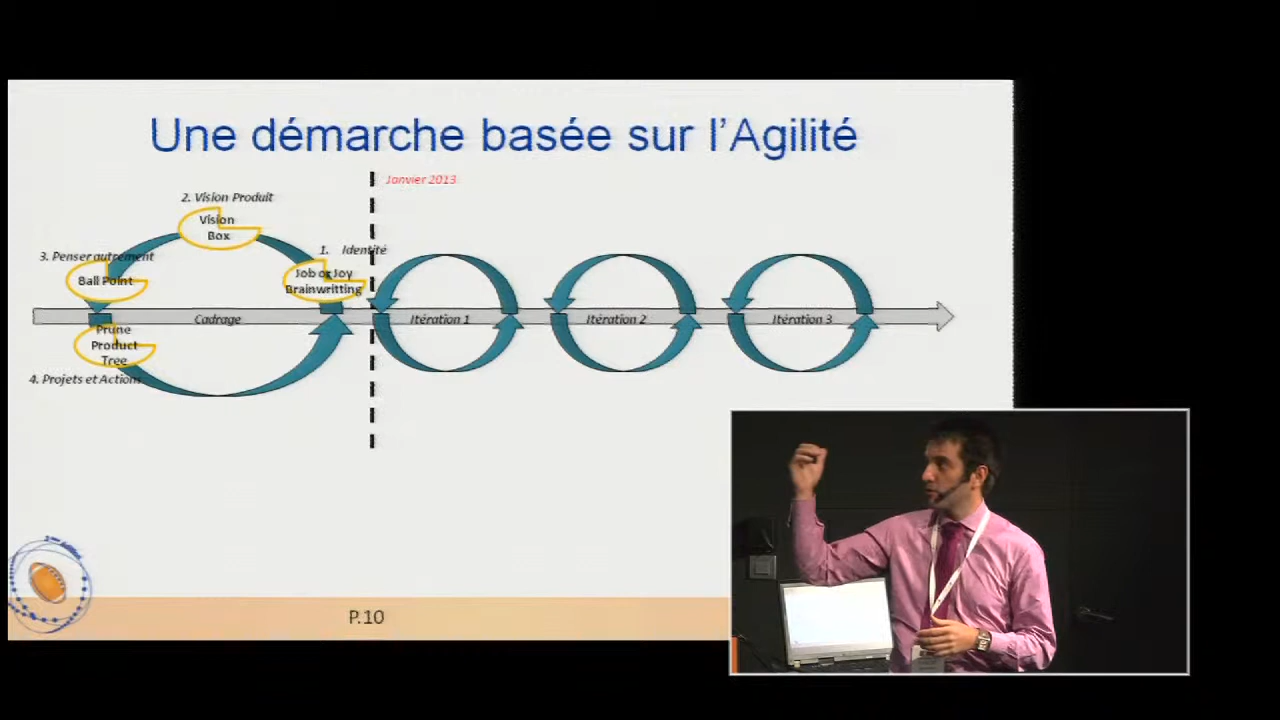 Une démarche basée sur l'Agilité
Janvier 2013
2. Vision Produit
Vision
Box
1. Identité
3. Penser autrement
Ball Point
Job or Joy
Brainwritting
Cadrage
Itération 1
Itération 2
Itération 3
Prune
Product
Tree
4. Projets et Actions
P.10